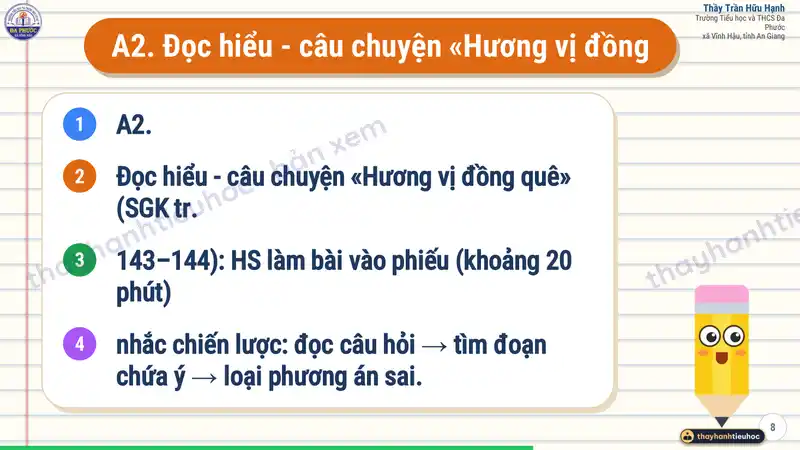 ĐA PHƯỚC
Thầy Trần Hữu Hạnh
Trường Tiểu học và THCS Đa
Phước
xã Vĩnh Hậu, tỉnh An Giang
A2. Đọc hiểu - câu chuyện «Hương vị đồng
1 A2.
2 Đọc hiểu - câu chuyện «Hương vị đồng quê»
(SGK tr.
3 143–144): HS làm bài vào phiếu (khoảng 20
phút)
4 nhắc chiến lược: đọc câu hỏi → tìm đoạn
chứa ý → loại phương án sai.
thayhanhtieuhoc
8